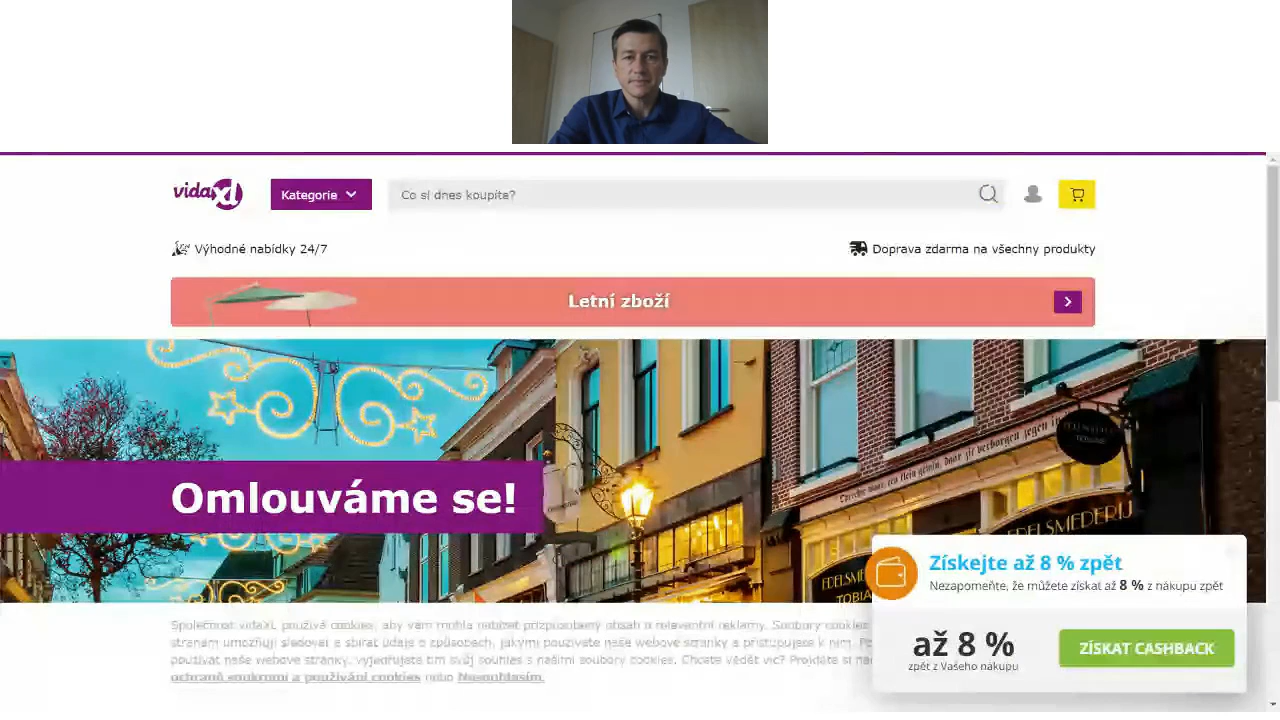 vidaXL
Kategorie
Co si dnes koupíte?
Výhodné nabídky 24/7
Doprava zdarma na všechny produkty
Letní zboží
Omlouváme se!
EDELSMEDERIJ
Získejte až 8 % zpět
Nezapomeňte, že můžete získat až 8 % z nákupu zpět
až 8 %
zpět z Vašeho nákupu
ZÍSKAT CASHBACK
Společnost vidaXL používá cookies, aby vám mohla nabízet přizpůsobený obsah a relevantní reklamy. Soubory cookies
stranám umožňují sledovat a sbírat údaje o způsobech, jakými používáte naše webové stránky a přistupujete k nim.
používat naše webové stránky, vyjadřujete tím svůj souhlas s našimi soubory cookies. Chcete vědět víc? Projděte si
ochraně soukromí a používání cookies nebo Nesouhlasím.